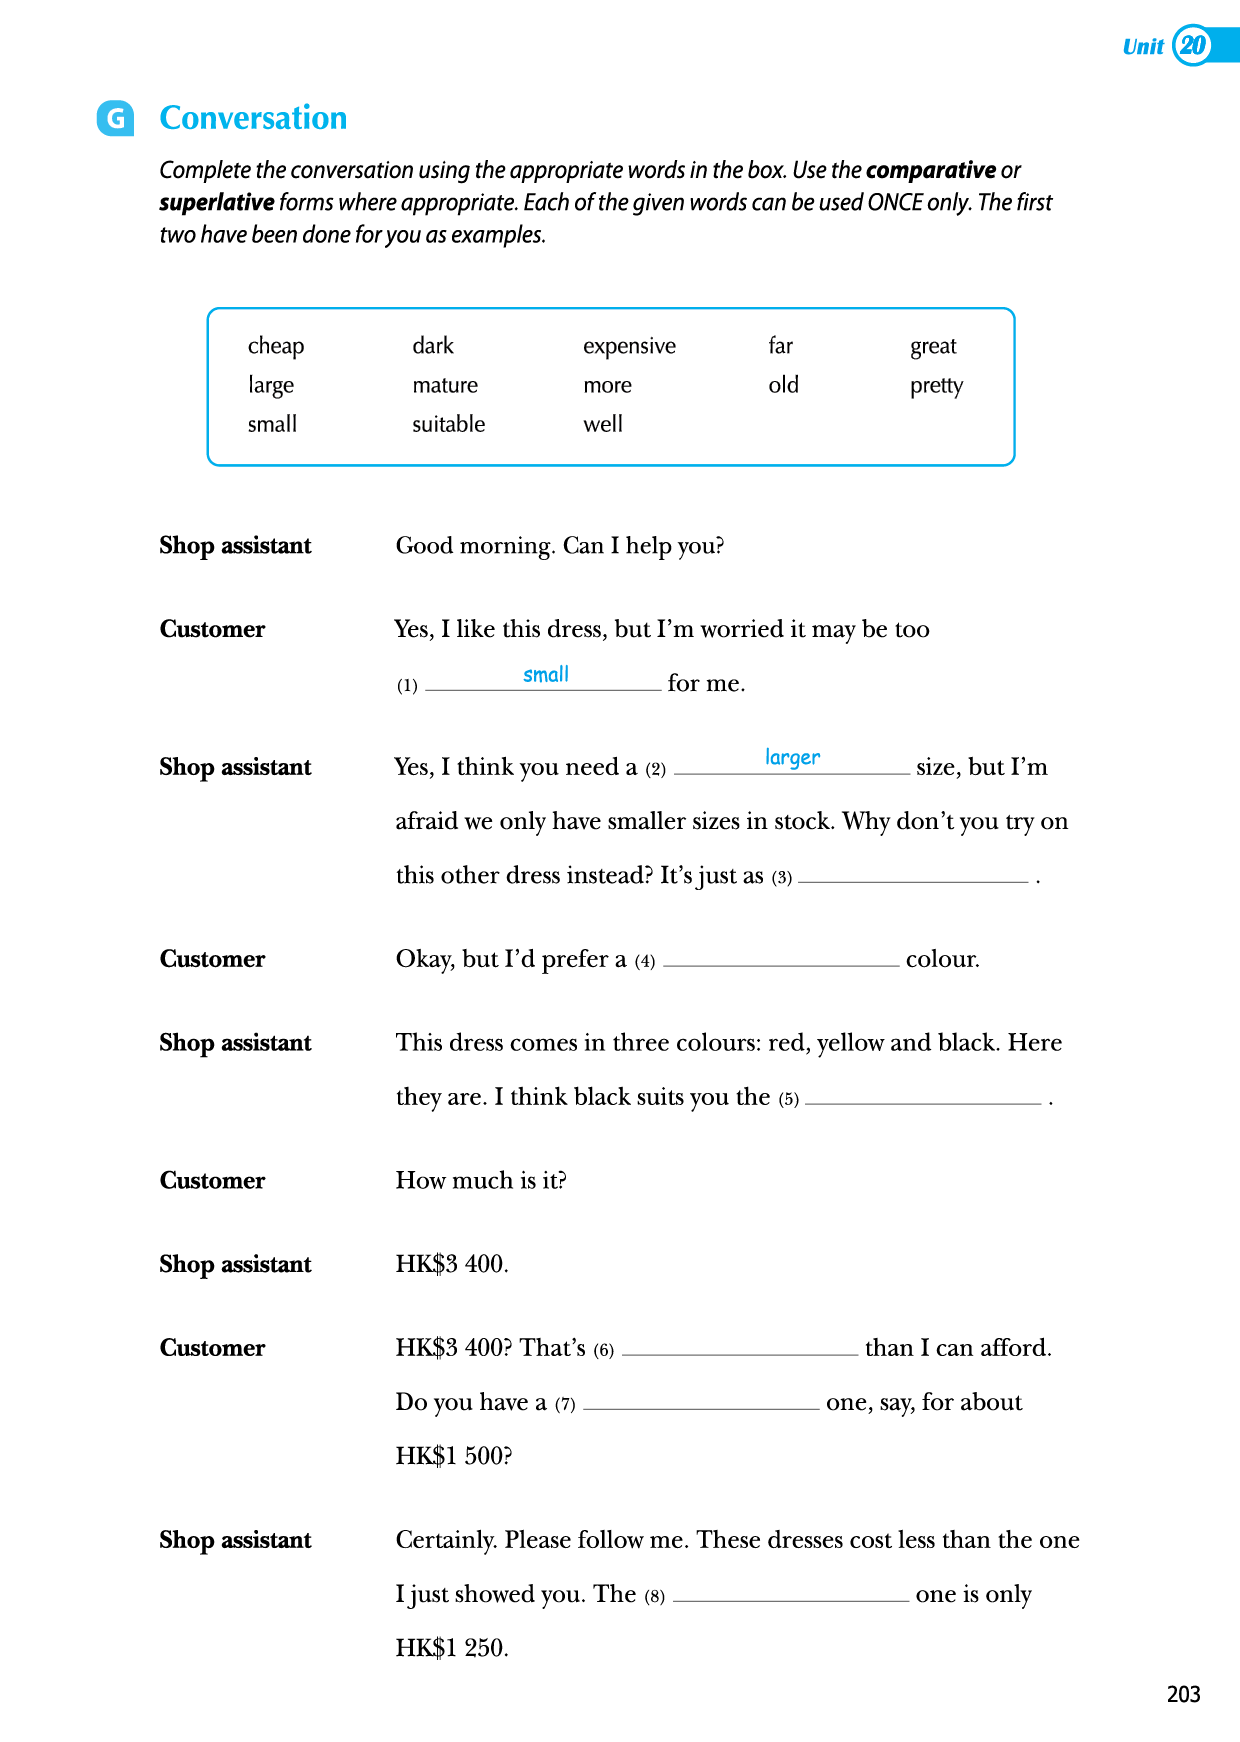 Unit 20
G Conversation
Complete the conversation using the appropriate words in the box. Use the comparative or
superlative forms where appropriate. Each of the given words can be used ONCE only. The first
two have been done for you as examples.
cheap dark expensive far great
large mature more old pretty
small suitable well
Shop assistant Good morning. Can I help you?
Customer Yes, I like this dress, but I'm worried it may be too
(1) small for me.
Shop assistant Yes, I think you need a (2) larger size, but I'm
afraid we only have smaller sizes in stock. Why don't you try on
this other dress instead? It's just as (3) .
Customer Okay, but I'd prefer a (4) colour.
Shop assistant This dress comes in three colours: red, yellow and black. Here
they are. I think black suits you the (5) .
Customer How much is it?
Shop assistant HK$3 400.
Customer HK$3 400? That's (6) than I can afford.
Do you have a (7) one, say, for about
HK$1 500?
Shop assistant Certainly. Please follow me. These dresses cost less than the one
I just showed you. The (8) one is only
HK$1 250.
203